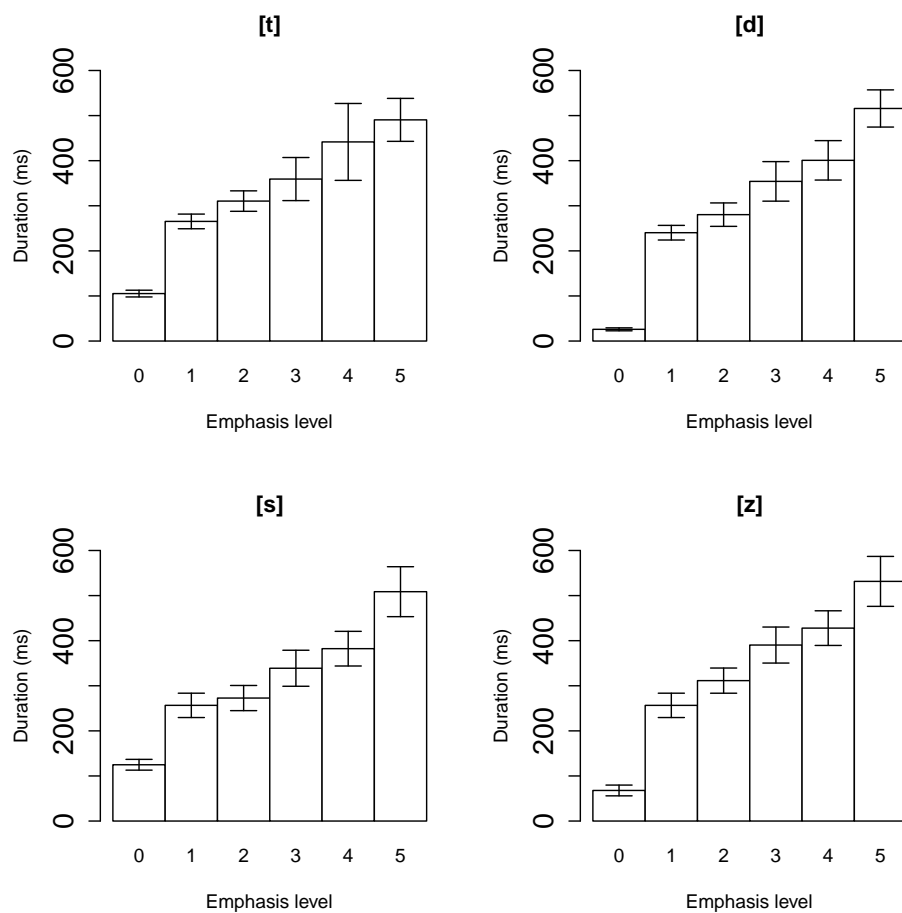 [t]
Duration (ms)
600
400
200
0
0 1 2 3 4 5
Emphasis level
[d]
Duration (ms)
600
400
200
0
0 1 2 3 4 5
Emphasis level
[s]
Duration (ms)
600
400
200
0
0 1 2 3 4 5
Emphasis level
[z]
Duration (ms)
600
400
200
0
0 1 2 3 4 5
Emphasis level